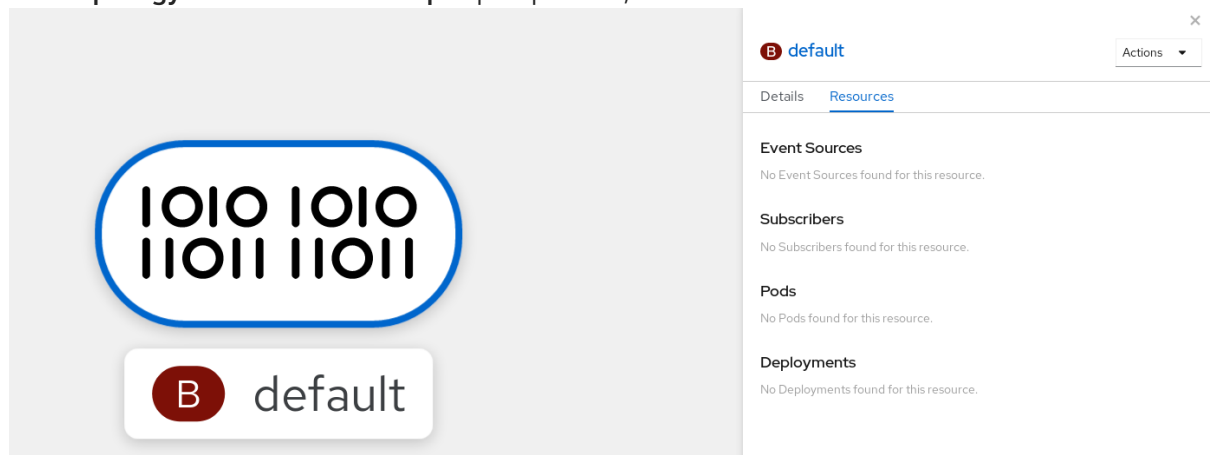 1010 1010
11011 11011
B default
×
B default
Actions
Details Resources
Event Sources
No Event Sources found for this resource.
Subscribers
No Subscribers found for this resource.
Pods
No Pods found for this resource.
Deployments
No Deployments found for this resource.